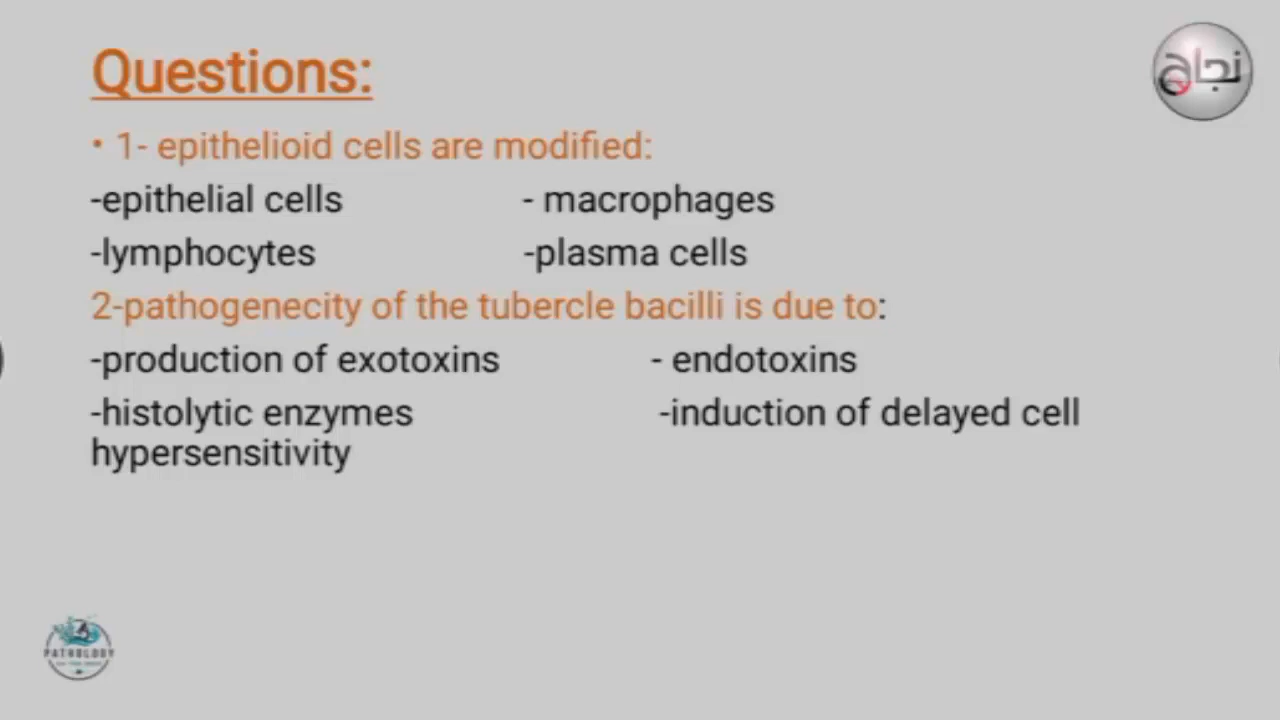 Questions:
نجاح
• 1- epithelioid cells are modified:
-epithelial cells - macrophages
-lymphocytes -plasma cells
2-pathogenecity of the tubercle bacilli is due to:
-production of exotoxins - endotoxins
-histolytic enzymes -induction of delayed cell
hypersensitivity
PATHOLOGY